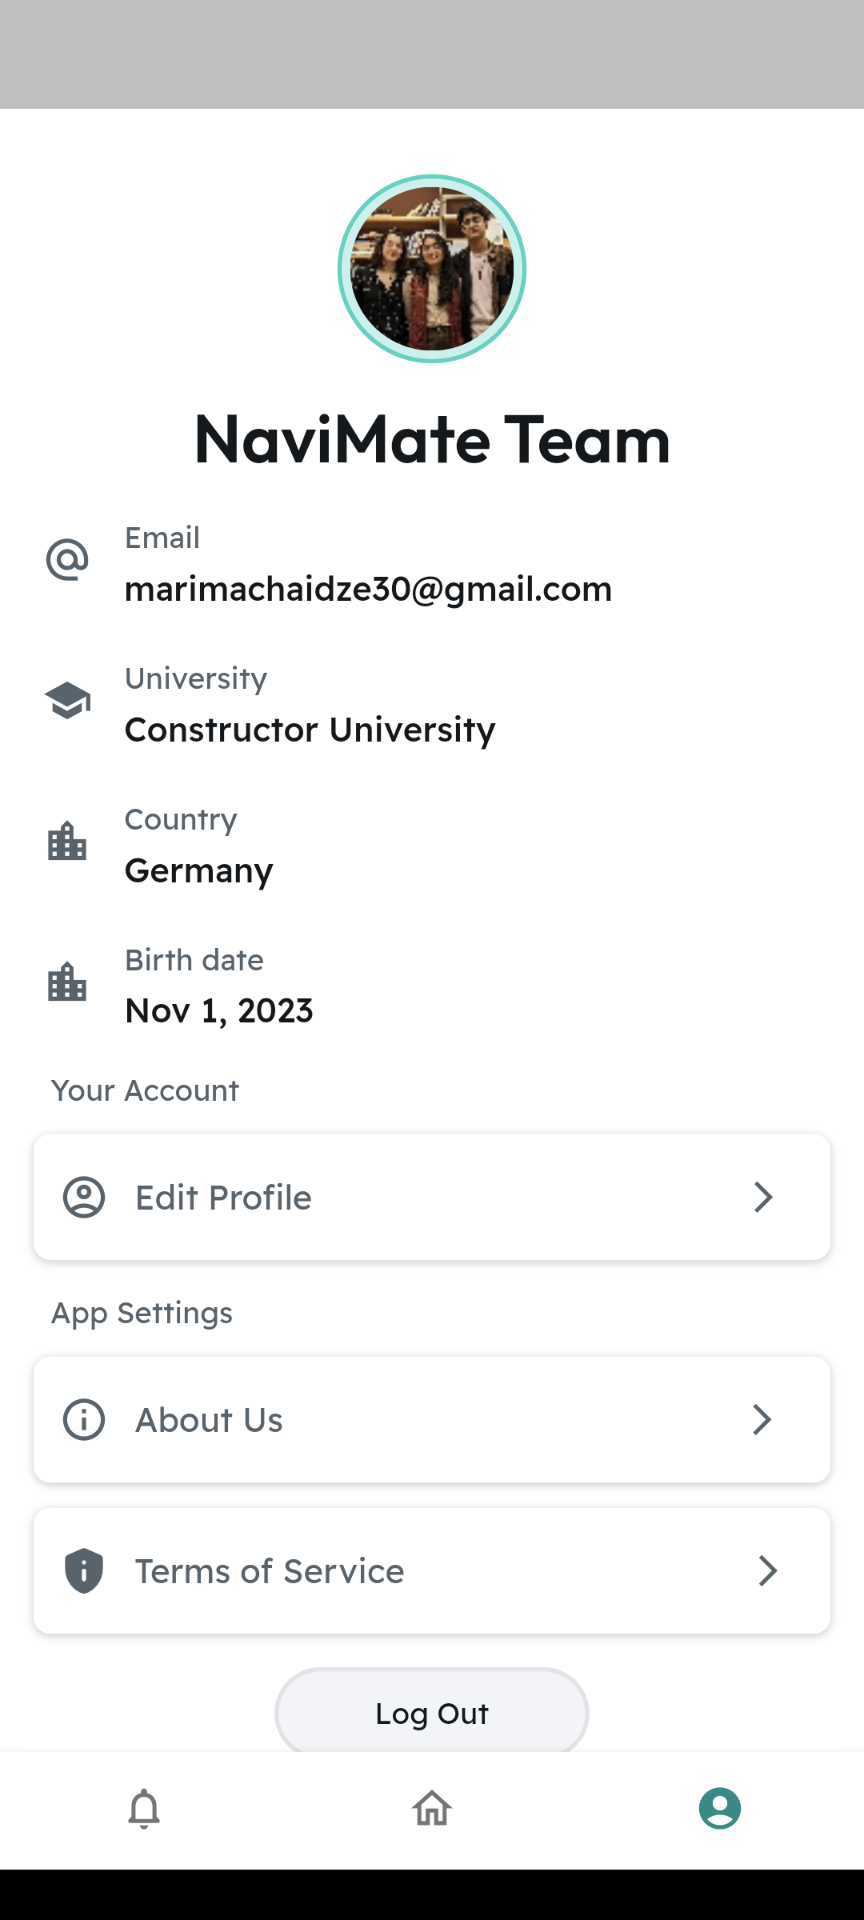 NaviMate Team
Email
marimachaidze30@gmail.com
University
Constructor University
Country
Germany
Birth date
Nov 1, 2023
Your Account
Edit Profile
App Settings
About Us
Terms of Service
Log Out